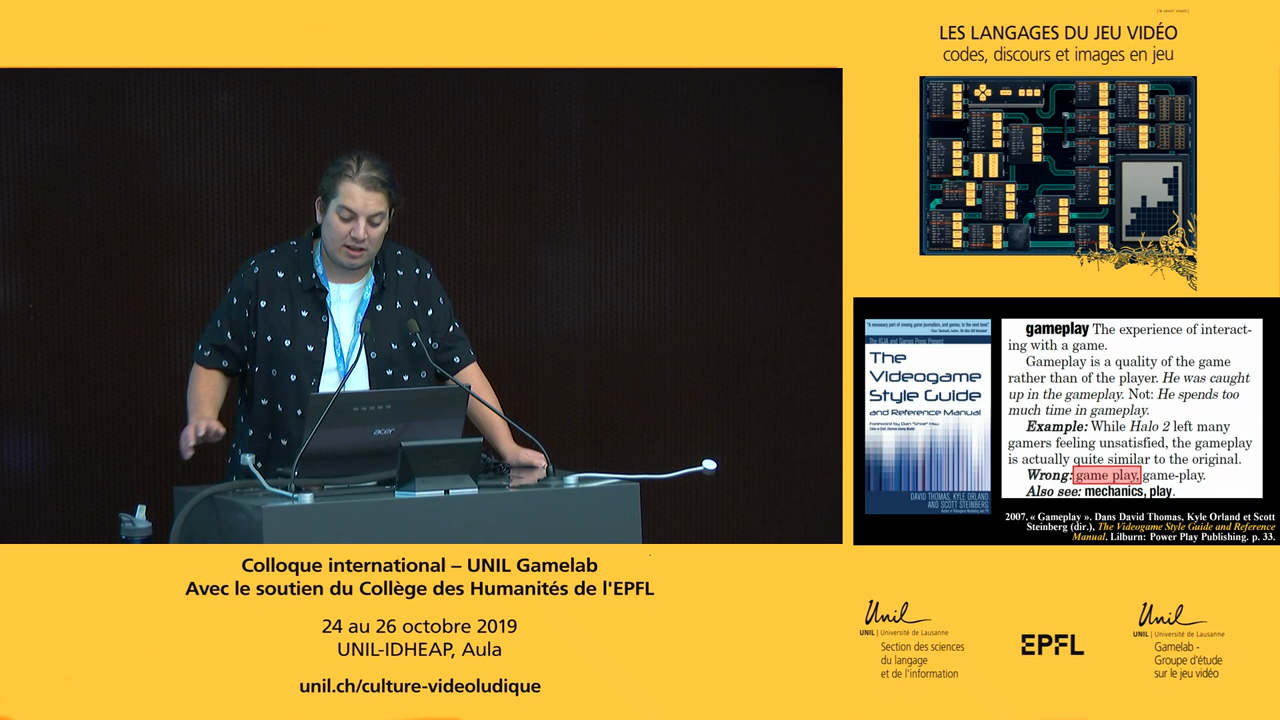 (le savoir vivant)
LES LANGAGES DU JEU VIDÉO
codes, discours et images en jeu
acer
"A necessary part of moving game journalism, and games, to the next level."
The IGJA and Games Press Present
The
Videogame
Style Guide
and Reference Manual
Foreword by Dan "Shoe" Hsu
DAVID THOMAS, KYLE ORLAND
AND SCOTT STEINBERG
gameplay The experience of interact-
ing with a game.
Gameplay is a quality of the game
rather than of the player. He was caught
up in the gameplay. Not: He spends too
much time in gameplay.
Example: While Halo 2 left many
gamers feeling unsatisfied, the gameplay
is actually quite similar to the original.
Wrong: game play, game-play.
Also see: mechanics, play.
2007. « Gameplay ». Dans David Thomas, Kyle Orland et Scott
Steinberg (dir.), The Videogame Style Guide and Reference
Manual. Lilburn: Power Play Publishing. p. 33.
Colloque international – UNIL Gamelab
Avec le soutien du Collège des Humanités de l'EPFL
24 au 26 octobre 2019
UNIL-IDHEAP, Aula
unil.ch/culture-videoludique
Unil
UNIL | Université de Lausanne
Section des sciences
du langage
et de l'information
EPFL
Unil
UNIL | Université de Lausanne
Gamelab -
Groupe d'étude
sur le jeu vidéo